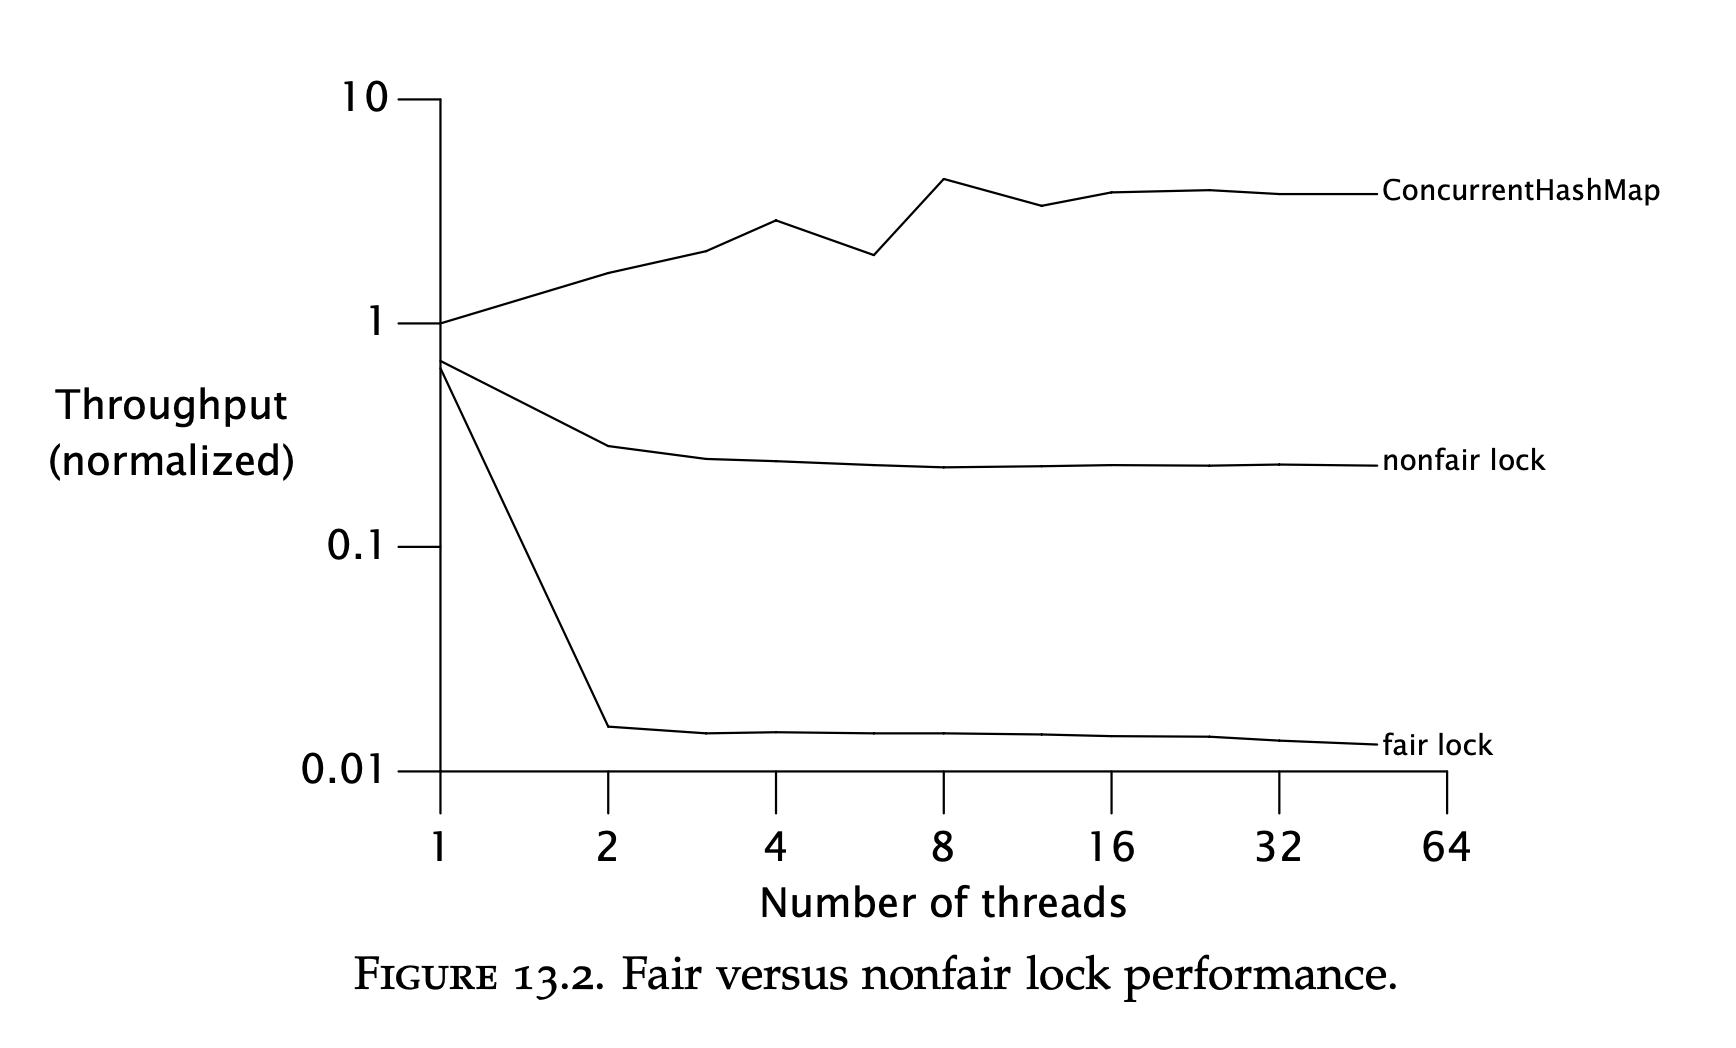 10
ConcurrentHashMap
1
Throughput
(normalized)
nonfair lock
0.1
fair lock
0.01
1 2 4 8 16 32 64
Number of threads
FIGURE 13.2. Fair versus nonfair lock performance.